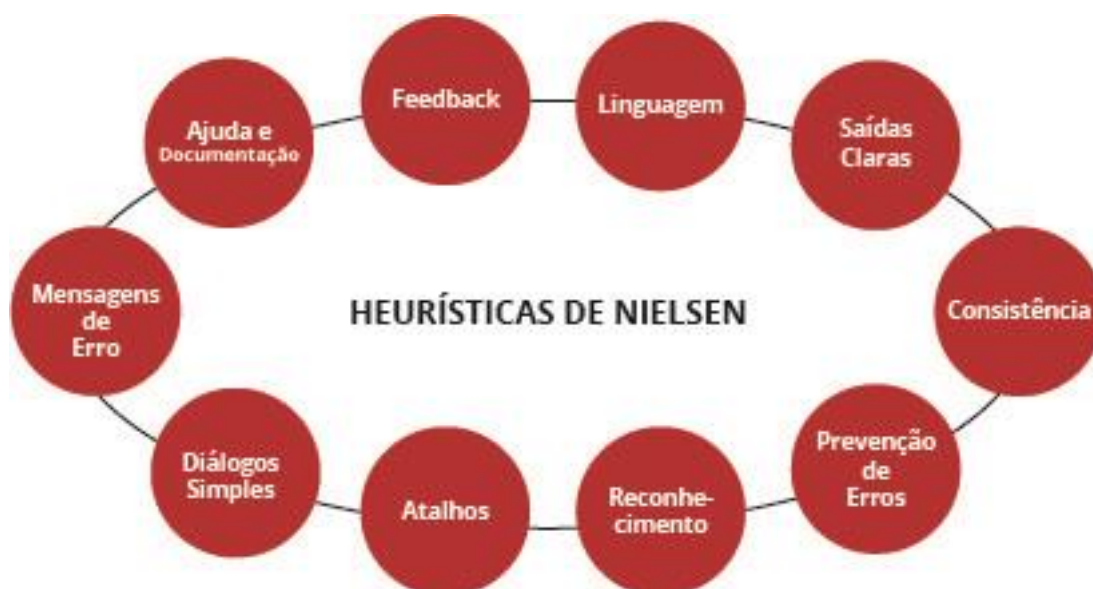 Feedback
Linguagem
Saídas
Claras
Consistência
Prevenção
de
Erros
Reconhe-
cimento
Atalhos
Diálogos
Simples
Mensagens
de
Erro
Ajuda e
Documentação
HEURÍSTICAS DE NIELSEN